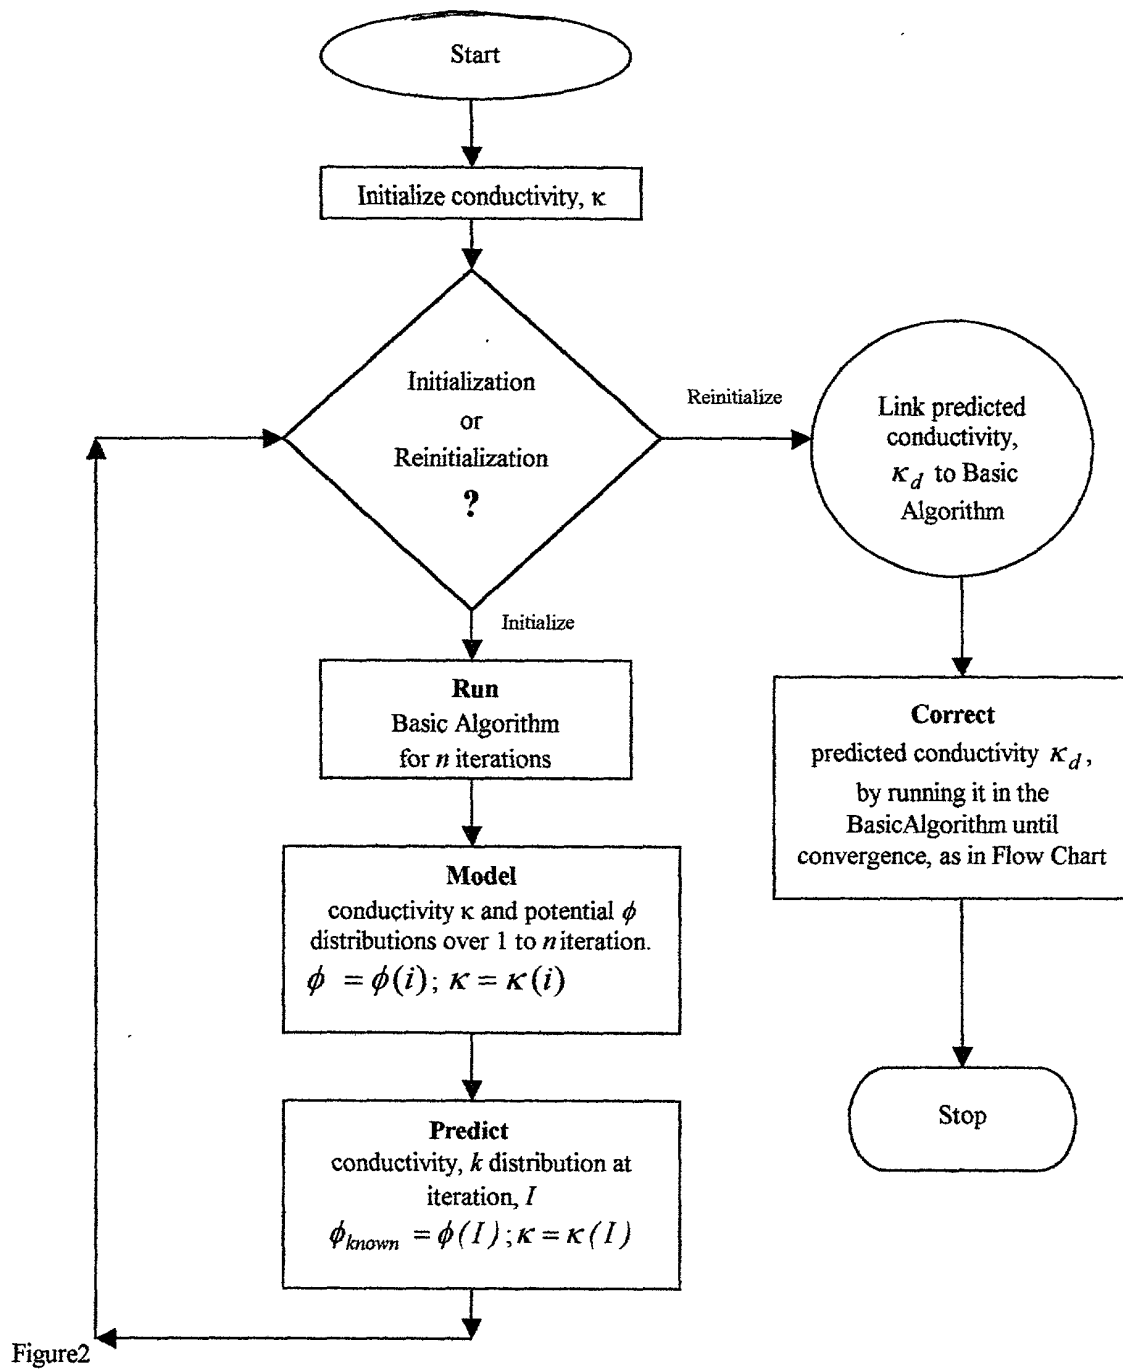 Start
Initialize conductivity, κ
Initialization
or
Reinitialization
?
Reinitialize
Link predicted
conductivity,
κ_d to Basic
Algorithm
Initialize
Run
Basic Algorithm
for n iterations
Correct
predicted conductivity κ_d,
by running it in the
BasicAlgorithm until
convergence, as in Flow Chart
Model
conductivity κ and potential ϕ
distributions over 1 to n iteration.
ϕ = ϕ(i); κ = κ(i)
Predict
conductivity, k distribution at
iteration, I
ϕ_known = ϕ(I); κ = κ(I)
Stop
Figure2